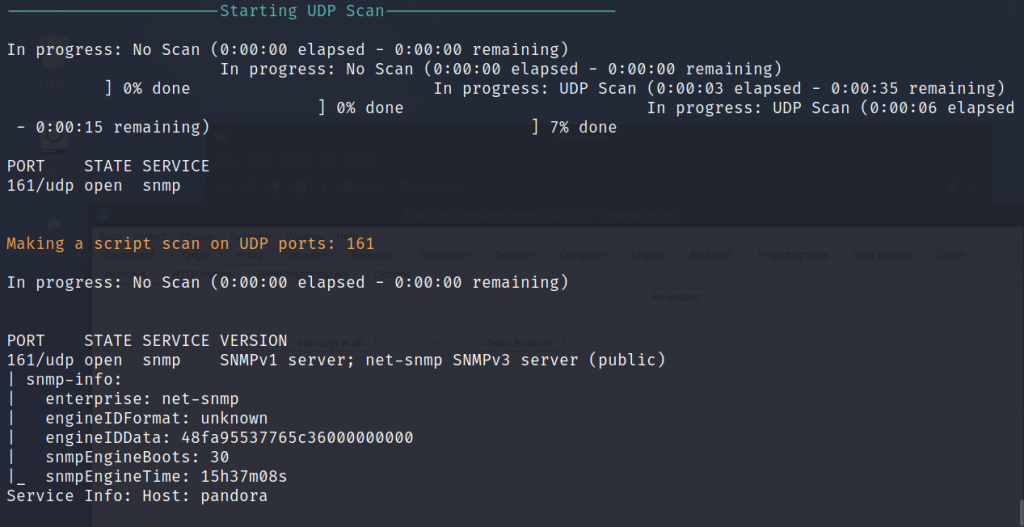 ----------------------Starting UDP Scan------------------------
In progress: No Scan (0:00:00 elapsed - 0:00:00 remaining)
In progress: No Scan (0:00:00 elapsed - 0:00:00 remaining)
] 0% done In progress: UDP Scan (0:00:03 elapsed - 0:00:35 remaining)
] 0% done In progress: UDP Scan (0:00:06 elapsed
- 0:00:15 remaining) ] 7% done
PORT STATE SERVICE
161/udp open snmp
Making a script scan on UDP ports: 161
In progress: No Scan (0:00:00 elapsed - 0:00:00 remaining)
PORT STATE SERVICE VERSION
161/udp open snmp SNMPv1 server; net-snmp SNMPv3 server (public)
| snmp-info:
| enterprise: net-snmp
| engineIDFormat: unknown
| engineIDData: 48fa95537765c36000000000
| snmpEngineBoots: 30
|_ snmpEngineTime: 15h37m08s
Service Info: Host: pandora